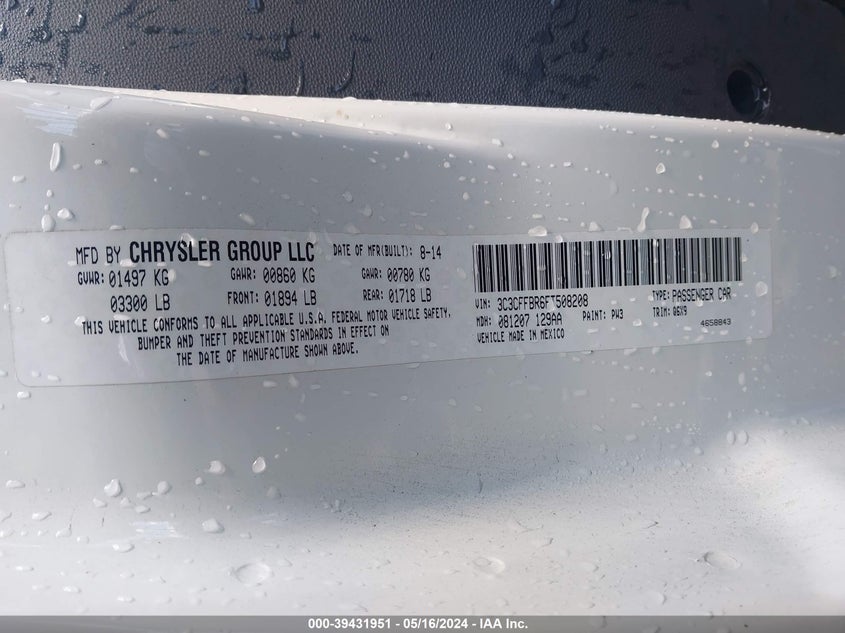 MFD BY CHRYSLER GROUP LLC DATE OF MFR(BUILT): 8-14
GVWR: 01497 KG GAWR: 00860 KG GAWR: 00780 KG
03300 LB FRONT: 01894 LB REAR: 01718 LB
THIS VEHICLE CONFORMS TO ALL APPLICABLE U.S.A. FEDERAL MOTOR VEHICLE SAFETY,
BUMPER AND THEFT PREVENTION STANDARDS IN EFFECT ON
THE DATE OF MANUFACTURE SHOWN ABOVE.
VIN: 3C3CFFBR6FT508208 TYPE: PASSENGER CAR
MDH: 081207 129AA PAINT: PW3 TRIM: Q6X9
VEHICLE MADE IN MEXICO 4658843
000-39431951 - 05/16/2024 - IAA Inc.